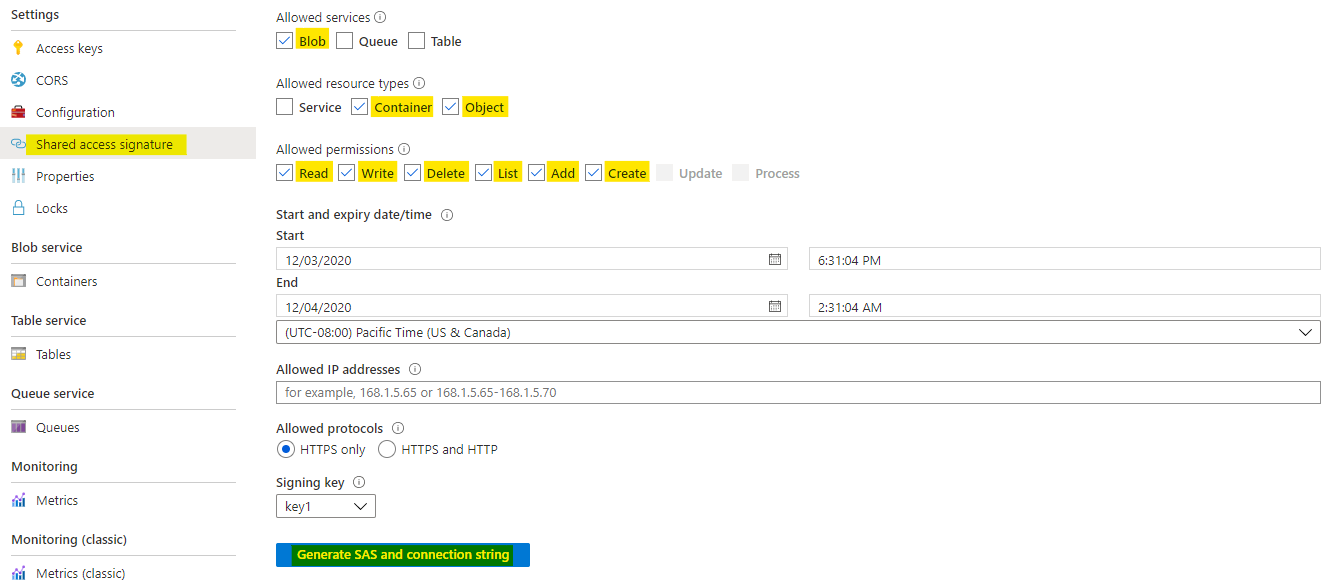 Settings
Access keys
CORS
Configuration
Shared access signature
Properties
Locks
Blob service
Containers
Table service
Tables
Queue service
Queues
Monitoring
Metrics
Monitoring (classic)
Metrics (classic)
Allowed services
Blob Queue Table
Allowed resource types
Service Container Object
Allowed permissions
Read Write Delete List Add Create Update Process
Start and expiry date/time
Start
12/03/2020 6:31:04 PM
End
12/04/2020 2:31:04 AM
(UTC-08:00) Pacific Time (US & Canada)
Allowed IP addresses
for example, 168.1.5.65 or 168.1.5.65-168.1.5.70
Allowed protocols
HTTPS only HTTPS and HTTP
Signing key
key1
Generate SAS and connection string